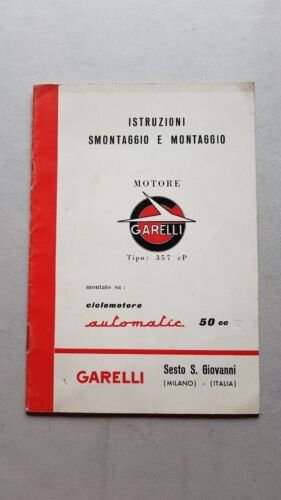 ISTRUZIONI
SMONTAGGIO E MONTAGGIO
MOTORE
GARELLI
Tipo: 357 cP
montato su:
ciclomotore
automatic 50 cc
GARELLI
Sesto S. Giovanni
(MILANO) - (ITALIA)